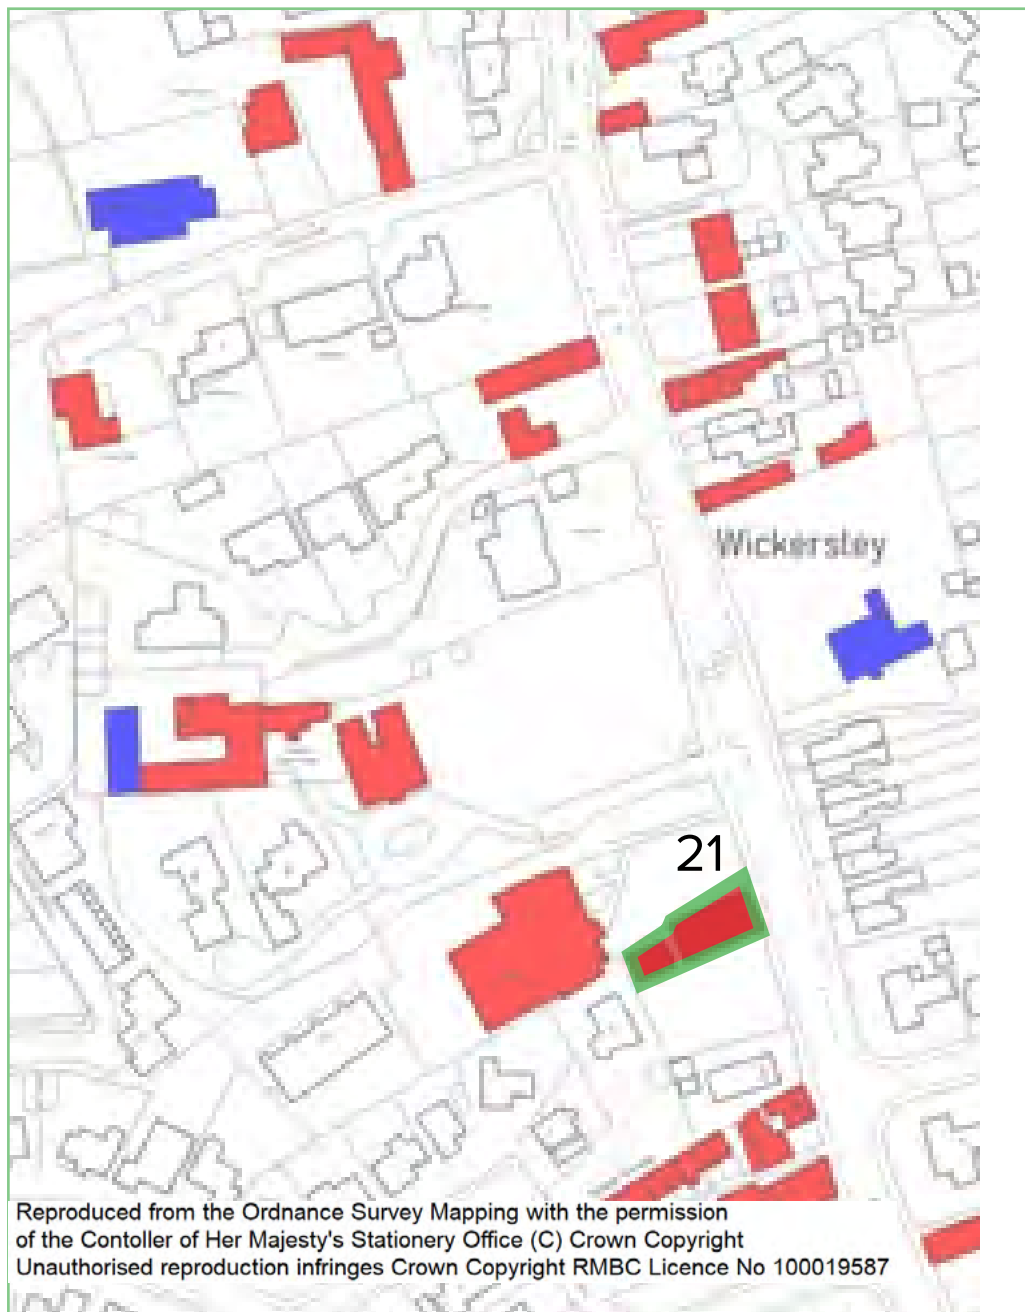 Wickersley
21
Reproduced from the Ordnance Survey Mapping with the permission
of the Contoller of Her Majesty's Stationery Office (C) Crown Copyright
Unauthorised reproduction infringes Crown Copyright RMBC Licence No 100019587